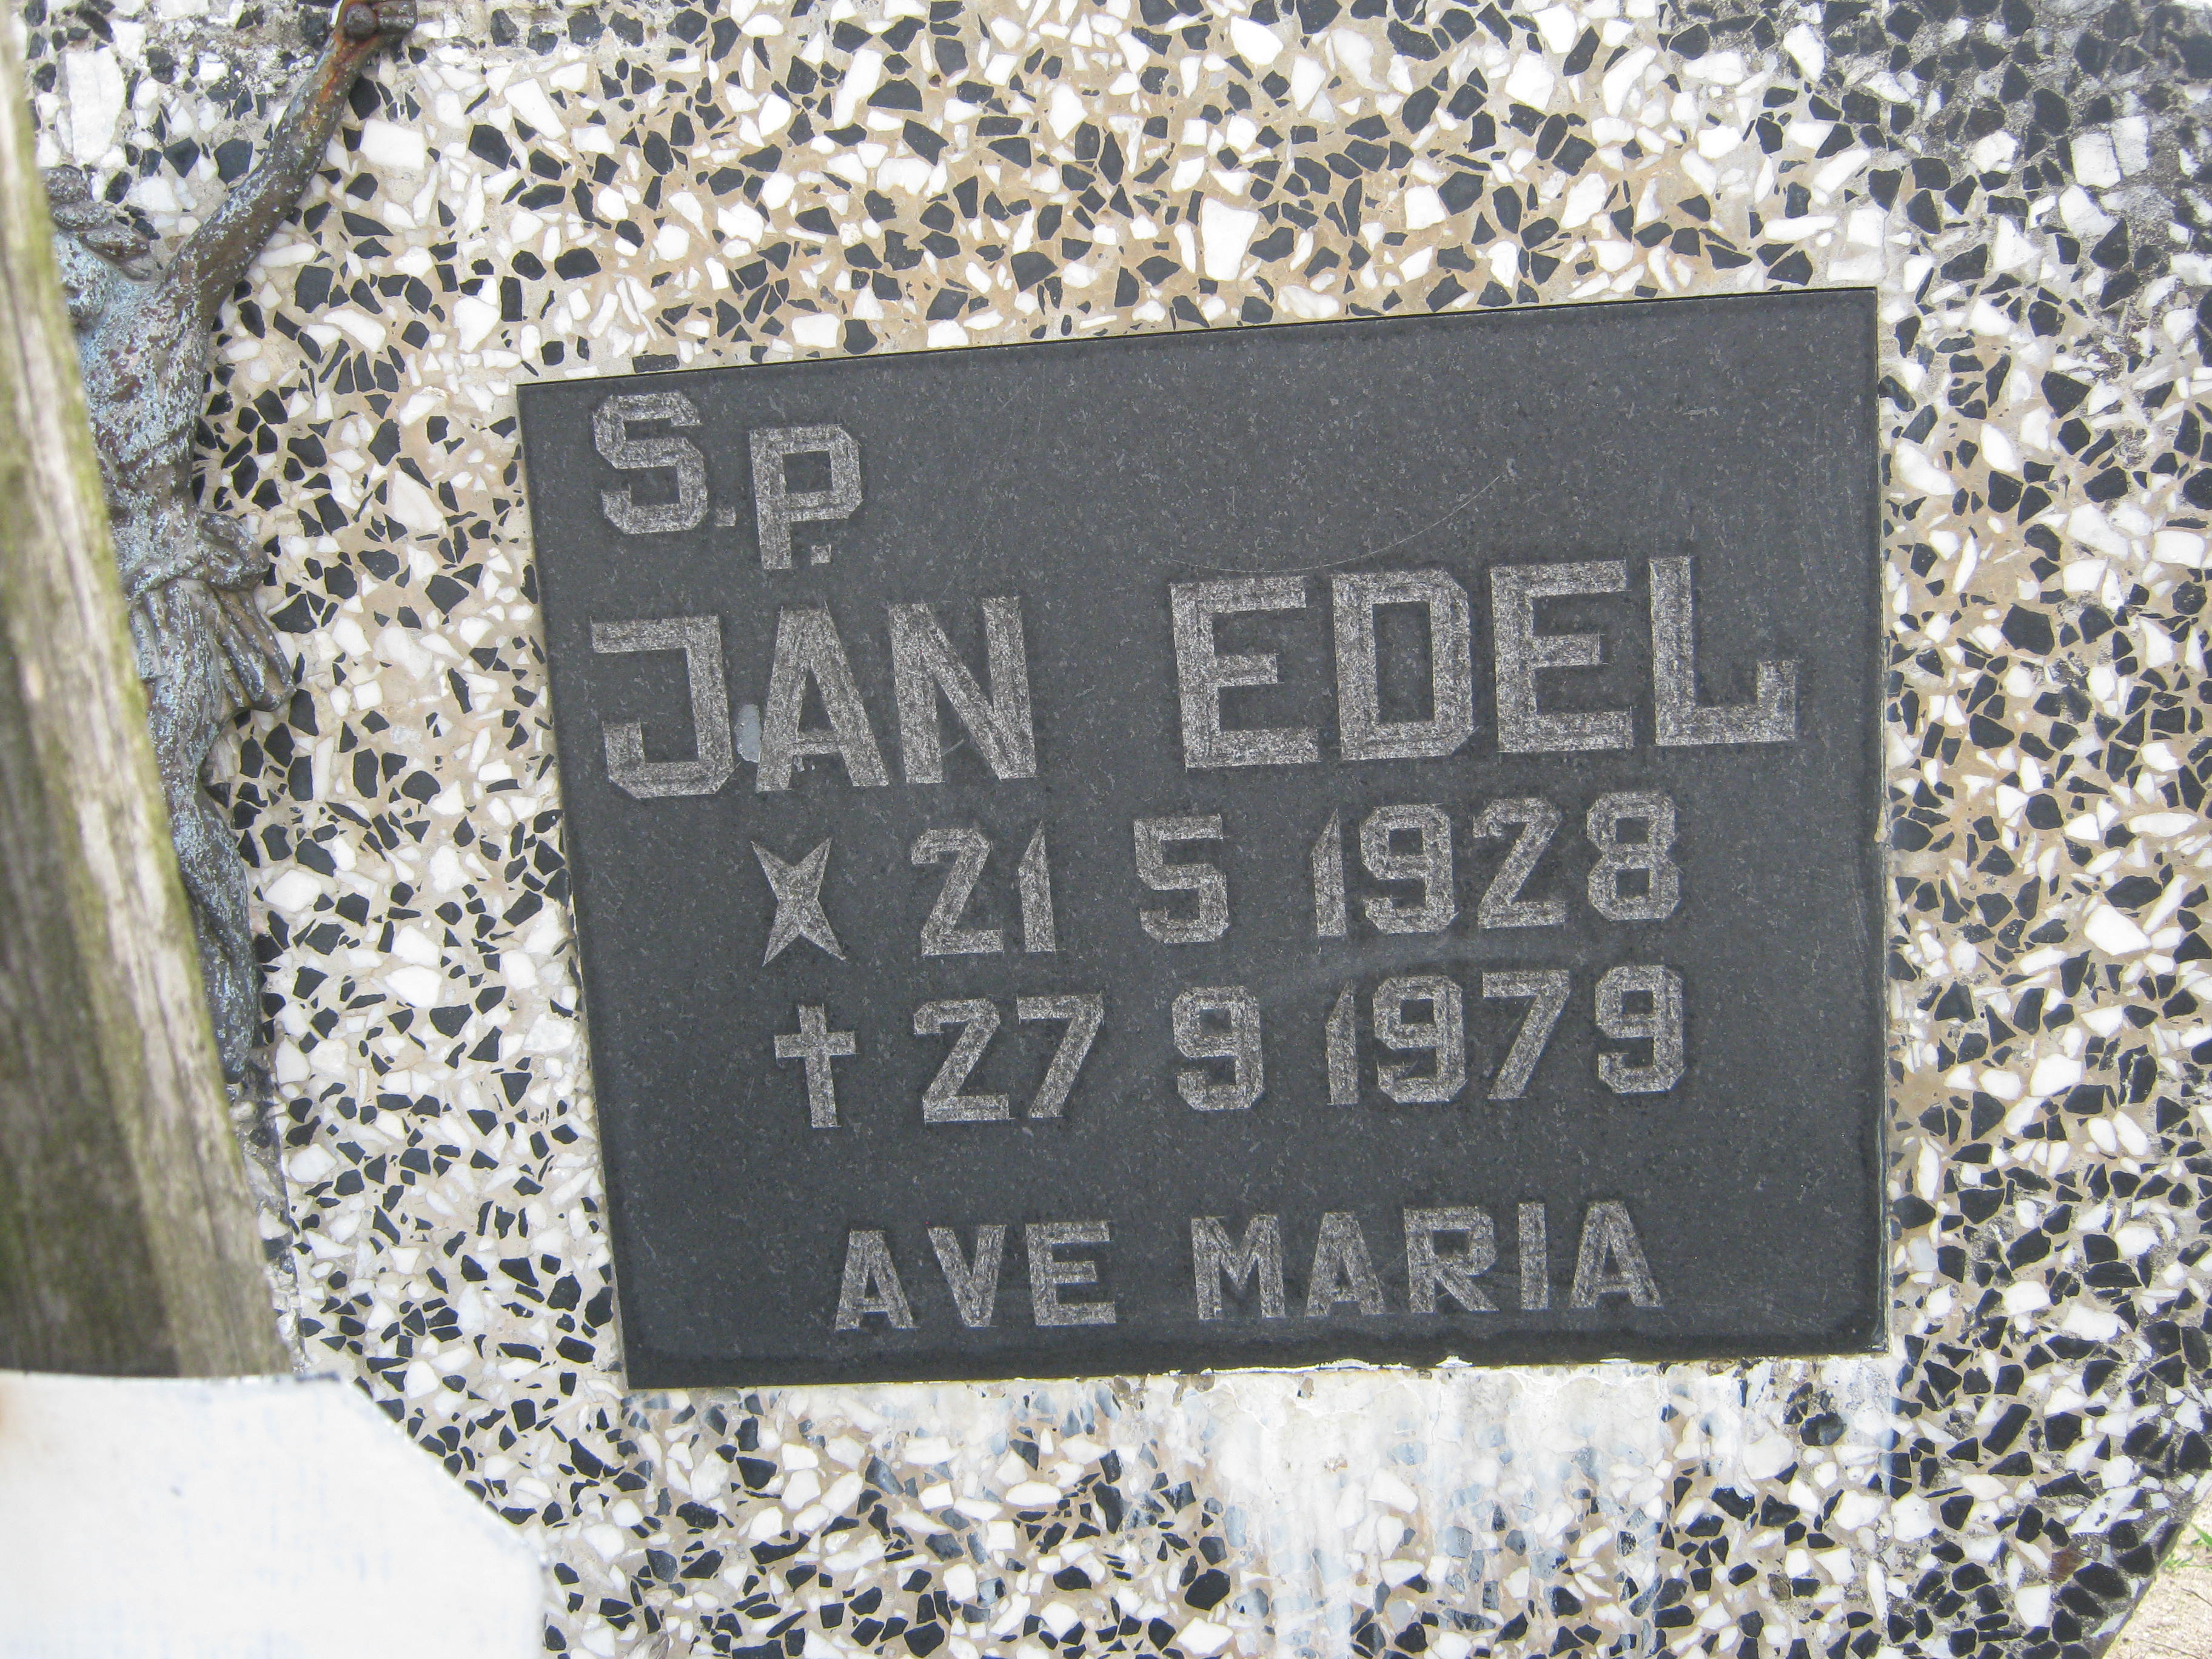 S.P.
JAN EDEL
21 5 1928
† 27 9 1979
AVE MARIA